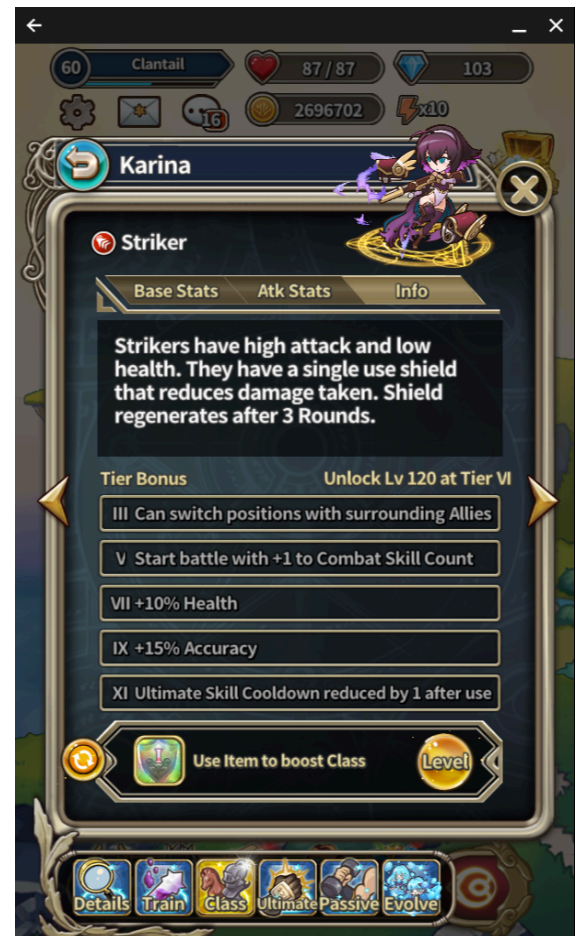 60 Clantail 87/87 103
16 2696702 x10
Karina
Striker
Base Stats Atk Stats Info
Strikers have high attack and low
health. They have a single use shield
that reduces damage taken. Shield
regenerates after 3 Rounds.
Tier Bonus Unlock Lv 120 at Tier VI
III Can switch positions with surrounding Allies
V Start battle with +1 to Combat Skill Count
VII +10% Health
IX +15% Accuracy
XI Ultimate Skill Cooldown reduced by 1 after use
I Use Item to boost Class Level
Details Train Class Ultimate Passive Evolve